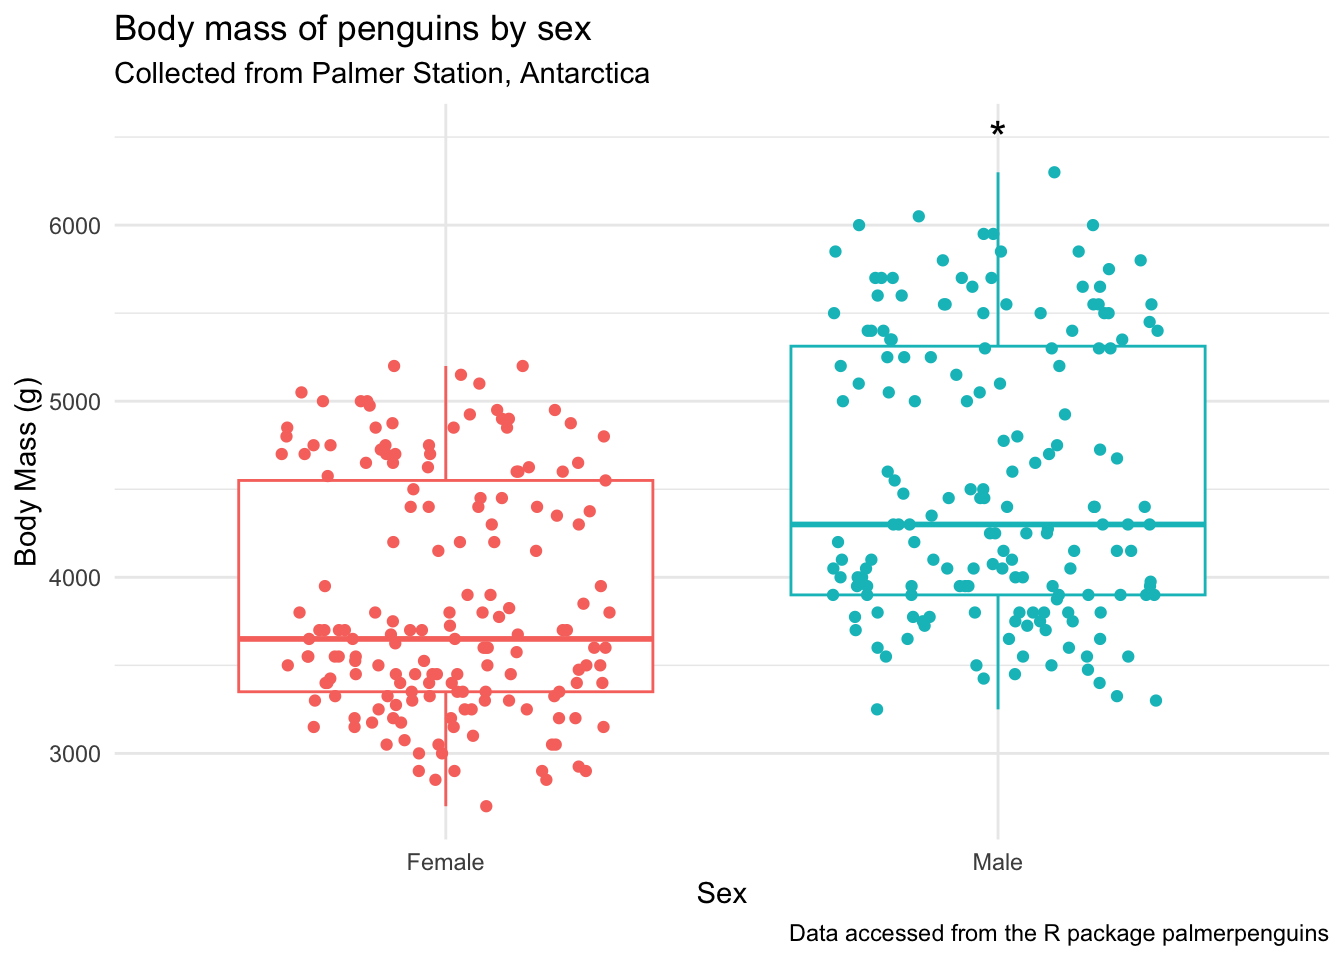 Body mass of penguins by sex
Collected from Palmer Station, Antarctica
*
6000
5000
4000
3000
Body Mass (g)
Female
Male
Sex
Data accessed from the R package palmerpenguins